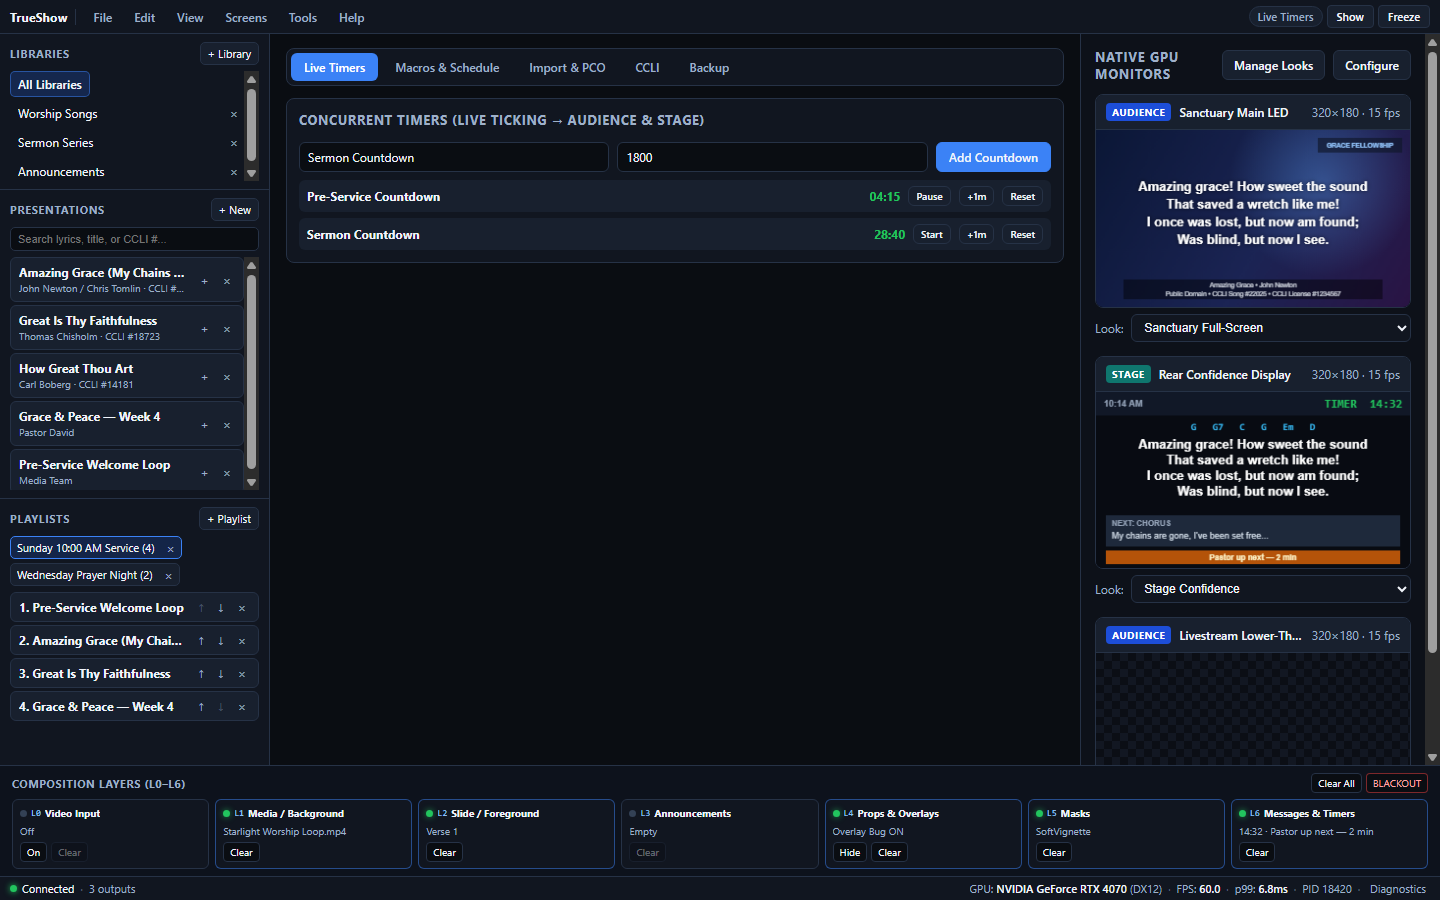 TrueShow File Edit View Screens Tools Help Live Timers Show Freeze
LIBRARIES + Library
All Libraries
Worship Songs ×
Sermon Series ×
Announcements ×
PRESENTATIONS + New
Search lyrics, title, or CCLI #...
Amazing Grace (My Chains ... + ×
John Newton / Chris Tomlin · CCLI #...
Great Is Thy Faithfulness + ×
Thomas Chisholm · CCLI #18723
How Great Thou Art + ×
Carl Boberg · CCLI #14181
Grace & Peace — Week 4 + ×
Pastor David
Pre-Service Welcome Loop + ×
Media Team
PLAYLISTS + Playlist
Sunday 10:00 AM Service (4) ×
Wednesday Prayer Night (2) ×
1. Pre-Service Welcome Loop ↑ ↓ ×
2. Amazing Grace (My Chai... ↑ ↓ ×
3. Great Is Thy Faithfulness ↑ ↓ ×
4. Grace & Peace — Week 4 ↑ ↓ ×
Live Timers Macros & Schedule Import & PCO CCLI Backup
CONCURRENT TIMERS (LIVE TICKING → AUDIENCE & STAGE)
Sermon Countdown 1800 Add Countdown
Pre-Service Countdown 04:15 Pause +1m Reset
Sermon Countdown 28:40 Start +1m Reset
NATIVE GPU
MONITORS
Manage Looks Configure
AUDIENCE Sanctuary Main LED 320×180 · 15 fps
GRACE FELLOWSHIP
Amazing grace! How sweet the sound
That saved a wretch like me!
I once was lost, but now am found;
Was blind, but now I see.
Amazing Grace • John Newton
Public Domain • CCLI Song #22025 • CCLI License #1234567
Look: Sanctuary Full-Screen
STAGE Rear Confidence Display 320×180 · 15 fps
10:14 AM TIMER 14:32
G G7 C G Em D
Amazing grace! How sweet the sound
That saved a wretch like me!
I once was lost, but now am found;
Was blind, but now I see.
NEXT: CHORUS
My chains are gone, I've been set free...
Pastor up next — 2 min
Look: Stage Confidence
AUDIENCE Livestream Lower-Th... 320×180 · 15 fps
COMPOSITION LAYERS (L0–L6) Clear All BLACKOUT
L0 Video Input
Off
On Clear
L1 Media / Background
Starlight Worship Loop.mp4
Clear
L2 Slide / Foreground
Verse 1
Clear
L3 Announcements
Empty
Clear
L4 Props & Overlays
Overlay Bug ON
Hide Clear
L5 Masks
SoftVignette
Clear
L6 Messages & Timers
14:32 · Pastor up next — 2 min
Clear
Connected · 3 outputs GPU: NVIDIA GeForce RTX 4070 (DX12) · FPS: 60.0 · p99: 6.8ms · PID 18420 · Diagnostics